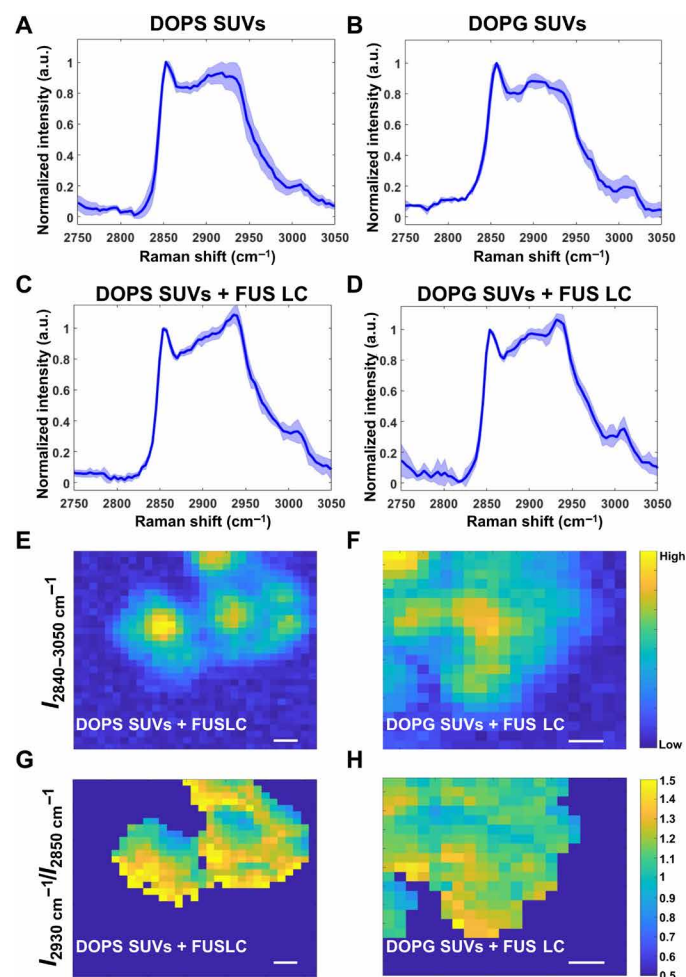 A DOPS SUVs
B DOPG SUVs
Normalized intensity (a.u.)
1
0.8
0.6
0.4
0.2
0
2750 2800 2850 2900 2950 3000 3050
Raman shift (cm⁻¹)
Normalized intensity (a.u.)
1
0.8
0.6
0.4
0.2
0
2750 2800 2850 2900 2950 3000 3050
Raman shift (cm⁻¹)
C DOPS SUVs + FUS LC
D DOPG SUVs + FUS LC
Normalized intensity (a.u.)
1
0.8
0.6
0.4
0.2
0
2750 2800 2850 2900 2950 3000 3050
Raman shift (cm⁻¹)
Normalized intensity (a.u.)
1
0.8
0.6
0.4
0.2
0
2750 2800 2850 2900 2950 3000 3050
Raman shift (cm⁻¹)
E
I2840–3050 cm⁻¹
DOPS SUVs + FUSLC
F
DOPG SUVs + FUS LC
High
Low
G
I2930 cm⁻¹/I2850 cm⁻¹
DOPS SUVs + FUSLC
H
DOPG SUVs + FUS LC
1.5
1.4
1.3
1.2
1.1
1
0.9
0.8
0.7
0.6
0.5